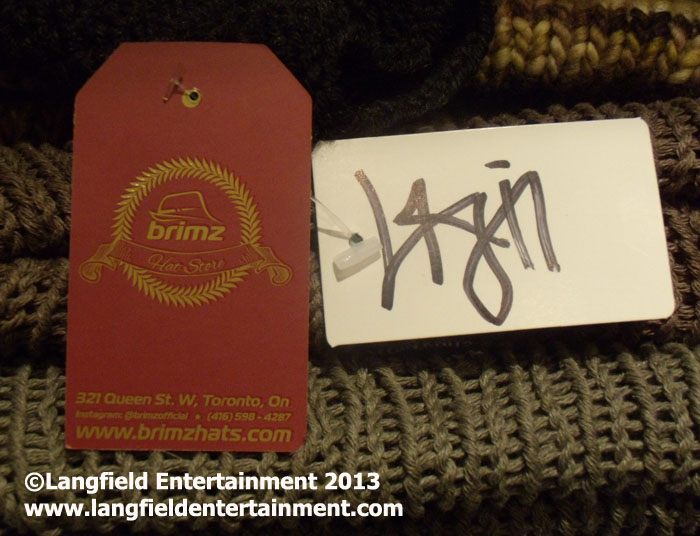 brimz
Hat Store
321 Queen St. W, Toronto, On
Instagram: @brimzofficial ★ (416) 598 - 4287
www.brimzhats.com
©Langfield Entertainment 2013
www.langfieldentertainment.com